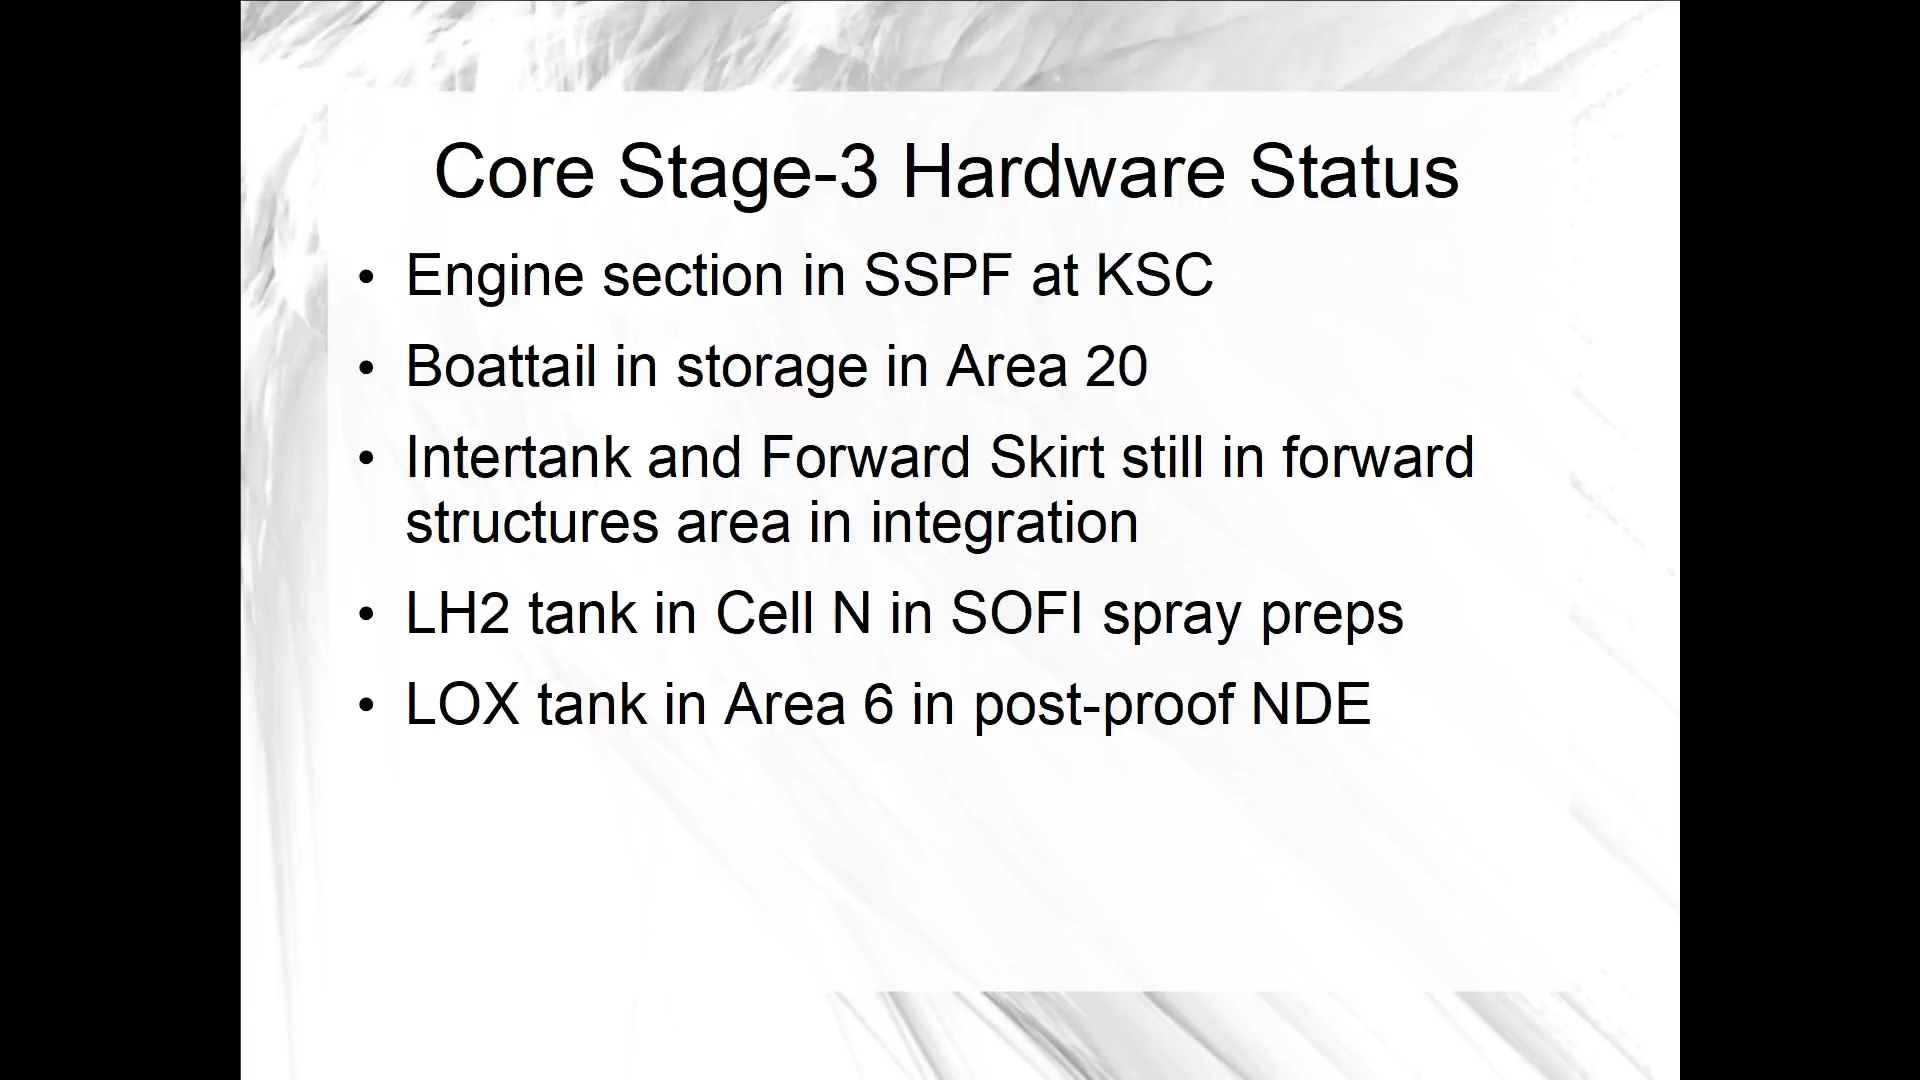 Core Stage-3 Hardware Status
• Engine section in SSPF at KSC
• Boattail in storage in Area 20
• Intertank and Forward Skirt still in forward
structures area in integration
• LH2 tank in Cell N in SOFI spray preps
• LOX tank in Area 6 in post-proof NDE